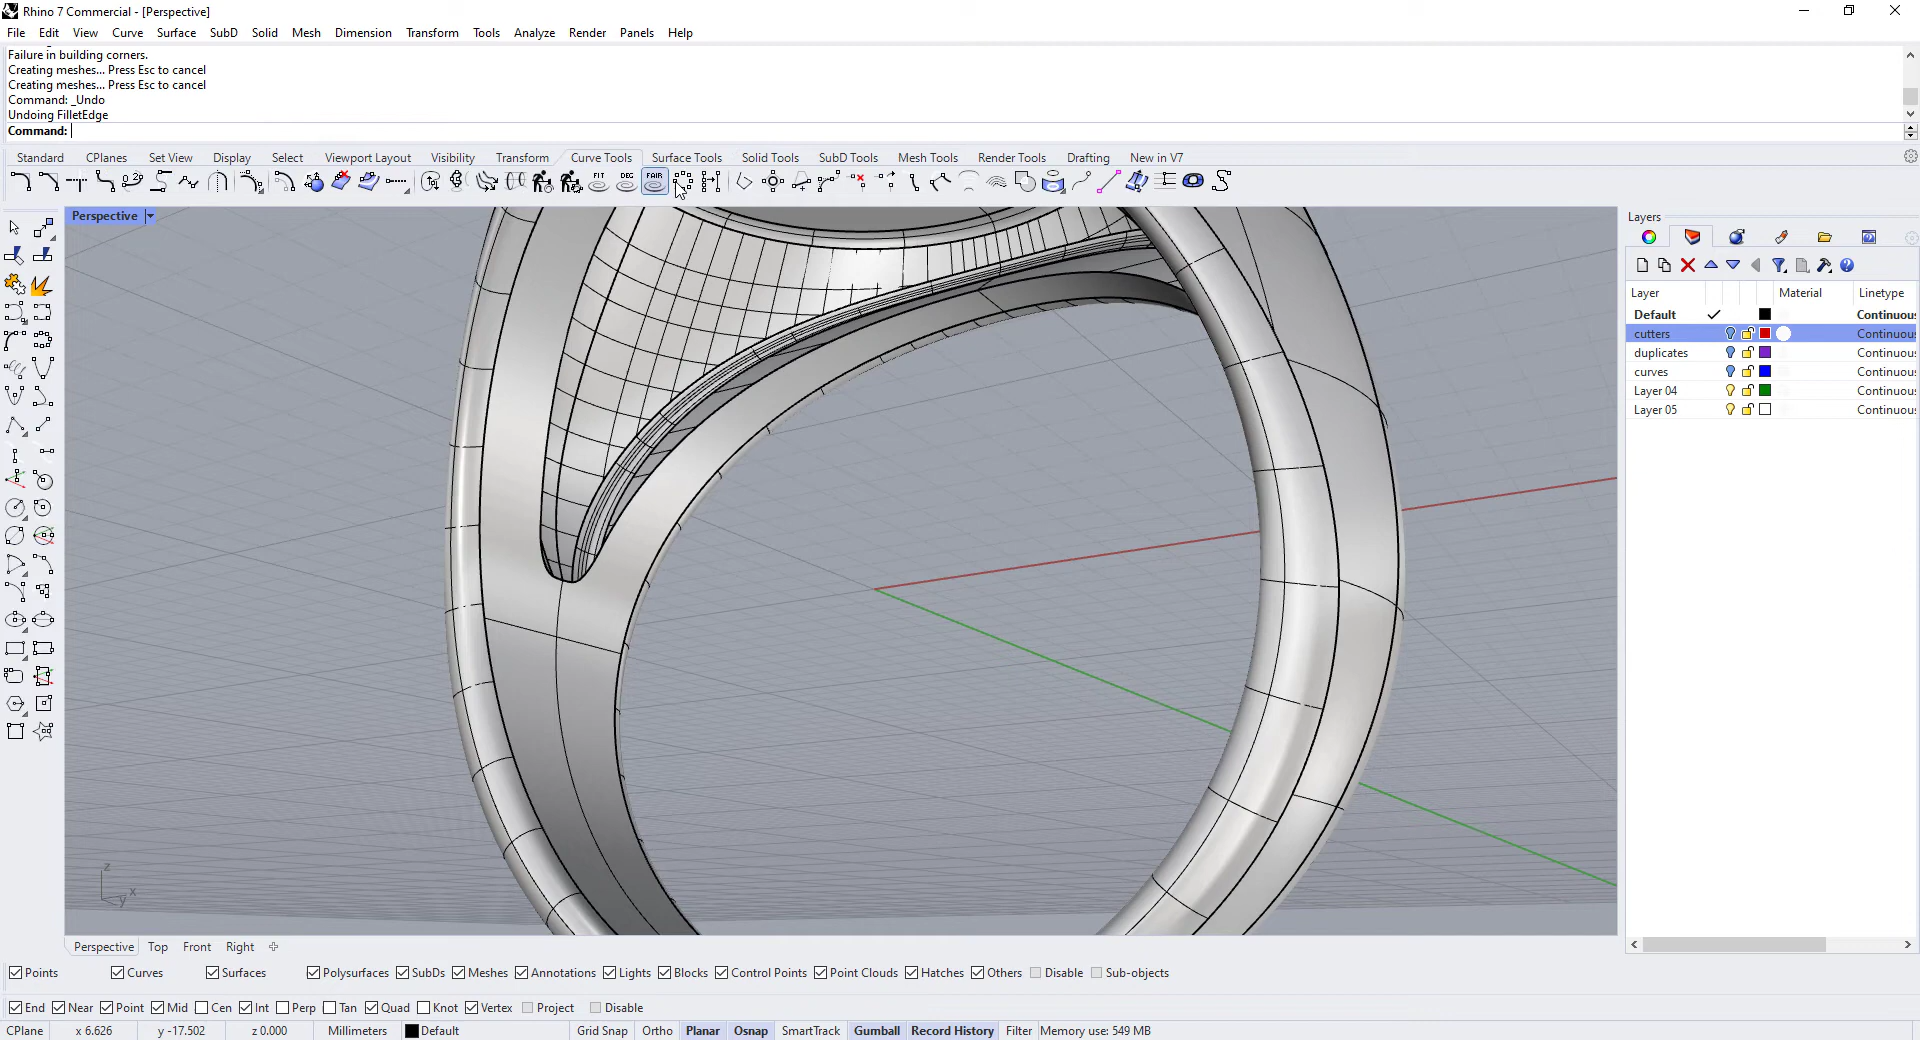 Rhino 7 Commercial - [Perspective]
File Edit View Curve Surface SubD Solid Mesh Dimension Transform Tools Analyze Render Panels Help
Failure in building corners.
Creating meshes... Press Esc to cancel
Creating meshes... Press Esc to cancel
Command: _Undo
Undoing FilletEdge
Command:
Standard CPlanes Set View Display Select Viewport Layout Visibility Transform Curve Tools Surface Tools Solid Tools SubD Tools Mesh Tools Render Tools Drafting New in V7
FIT DEG FAIR
Perspective
Layers
Layer Material Linetype
Default Continuous
cutters Continuous
duplicates Continuous
curves Continuous
Layer 04 Continuous
Layer 05 Continuous
z
x
y
Perspective Top Front Right
Points Curves Surfaces Polysurfaces SubDs Meshes Annotations Lights Blocks Control Points Point Clouds Hatches Others Disable Sub-objects
End Near Point Mid Cen Int Perp Tan Quad Knot Vertex Project Disable
CPlane x 6.626 y -17.502 z 0.000 Millimeters Default Grid Snap Ortho Planar Osnap SmartTrack Gumball Record History Filter Memory use: 549 MB